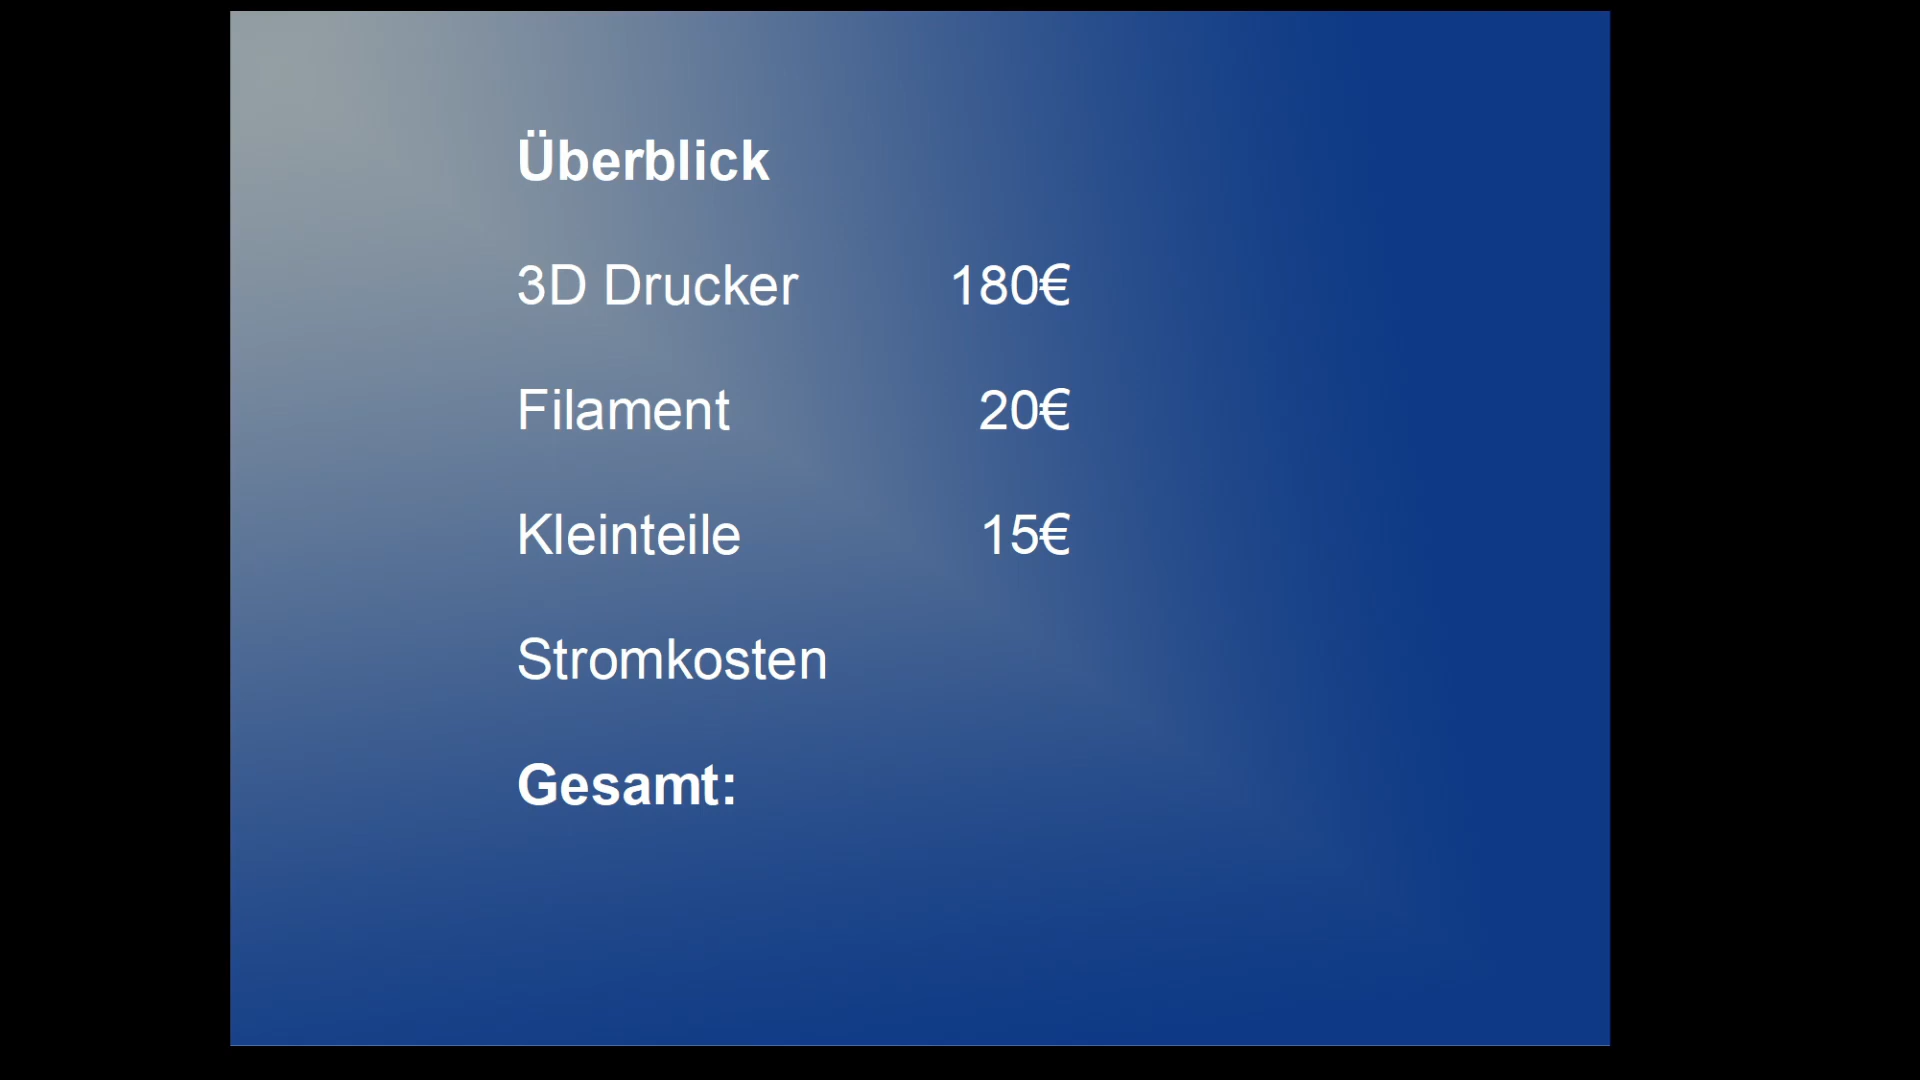 Überblick
3D Drucker 180€
Filament 20€
Kleinteile 15€
Stromkosten
Gesamt: